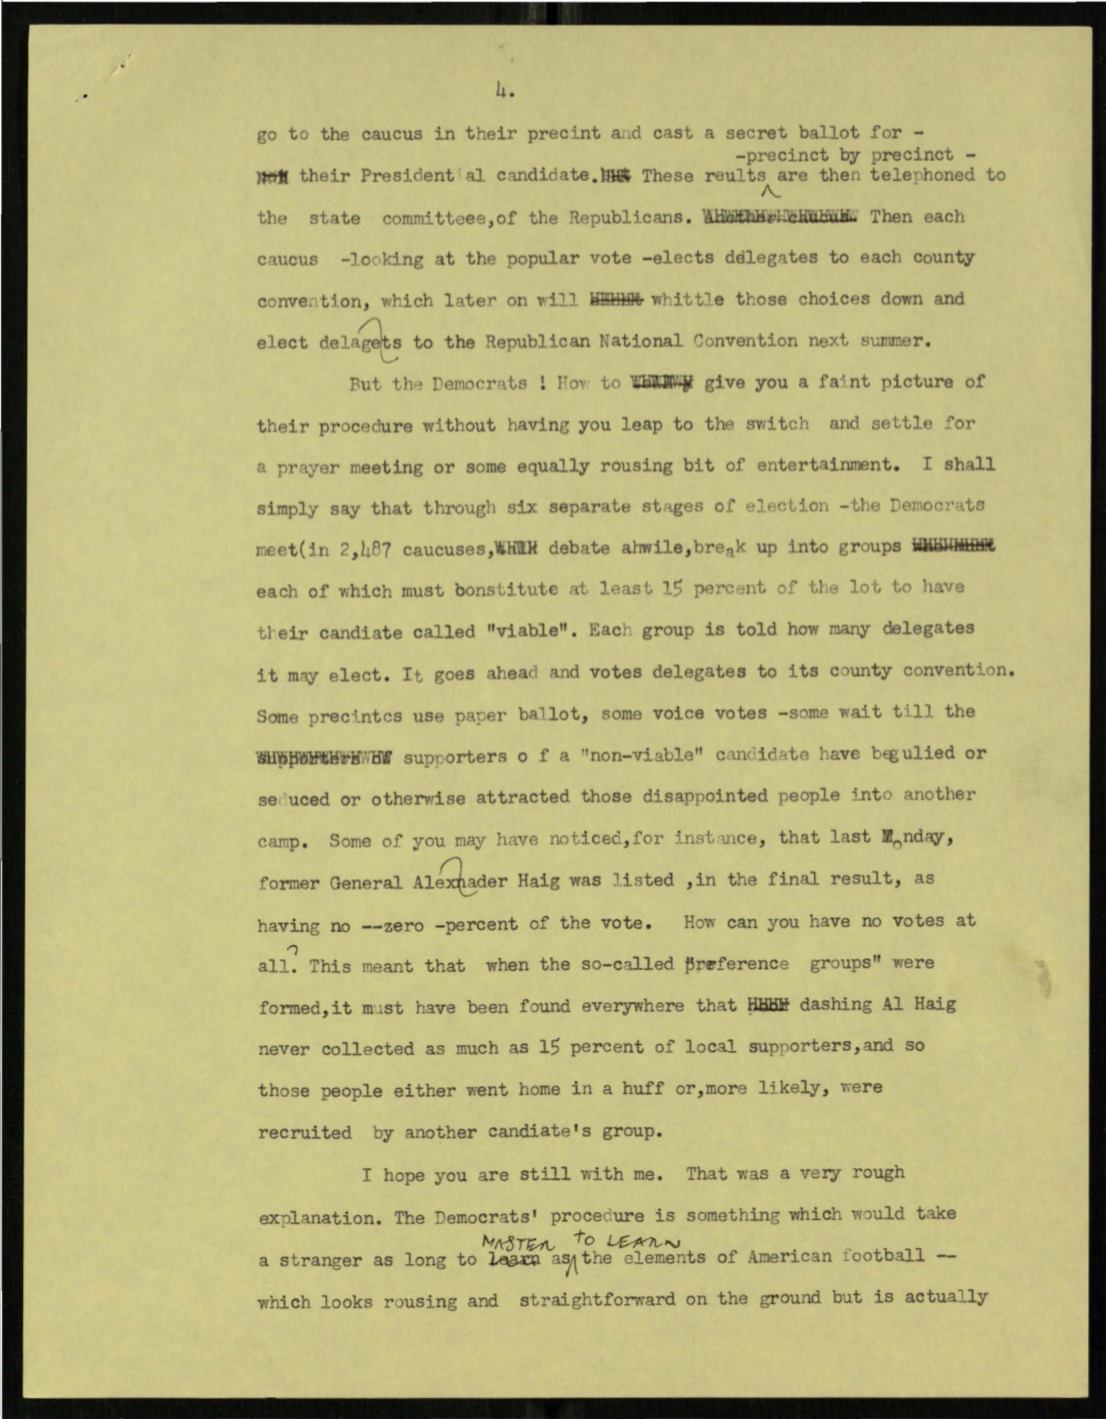 4.
go to the caucus in their precint and cast a secret ballot for -
-precinct by precinct -
their Presidential candidate. These reults are then telephoned to
the state committeee,of the Republicans. Another caucus. Then each
caucus -looking at the popular vote -elects delegates to each county
convention, which later on will whittle those choices down and
elect delagets to the Republican National Convention next summer.
But the Democrats ! How to give you a faint picture of
their procedure without having you leap to the switch and settle for
a prayer meeting or some equally rousing bit of entertainment. I shall
simply say that through six separate stages of election -the Democrats
meet(in 2,487 caucuses, debate ahwile,break up into groups
each of which must bonstitute at least 15 percent of the lot to have
their candiate called "viable". Each group is told how many delegates
it may elect. It goes ahead and votes delegates to its county convention.
Some precintcs use paper ballot, some voice votes -some wait till the
supporters of supporters o f a "non-viable" candidate have begulied or
seduced or otherwise attracted those disappointed people into another
camp. Some of you may have noticed,for instance, that last Monday,
former General Alexnader Haig was listed ,in the final result, as
having no --zero -percent of the vote. How can you have no votes at
all? This meant that when the so-called "preference groups" were
formed,it must have been found everywhere that dashing Al Haig
never collected as much as 15 percent of local supporters,and so
those people either went home in a huff or,more likely, were
recruited by another candiate's group.
I hope you are still with me. That was a very rough
explanation. The Democrats' procedure is something which would take
MASTER TO LEARN
a stranger as long to learn as the elements of American football --
which looks rousing and straightforward on the ground but is actually